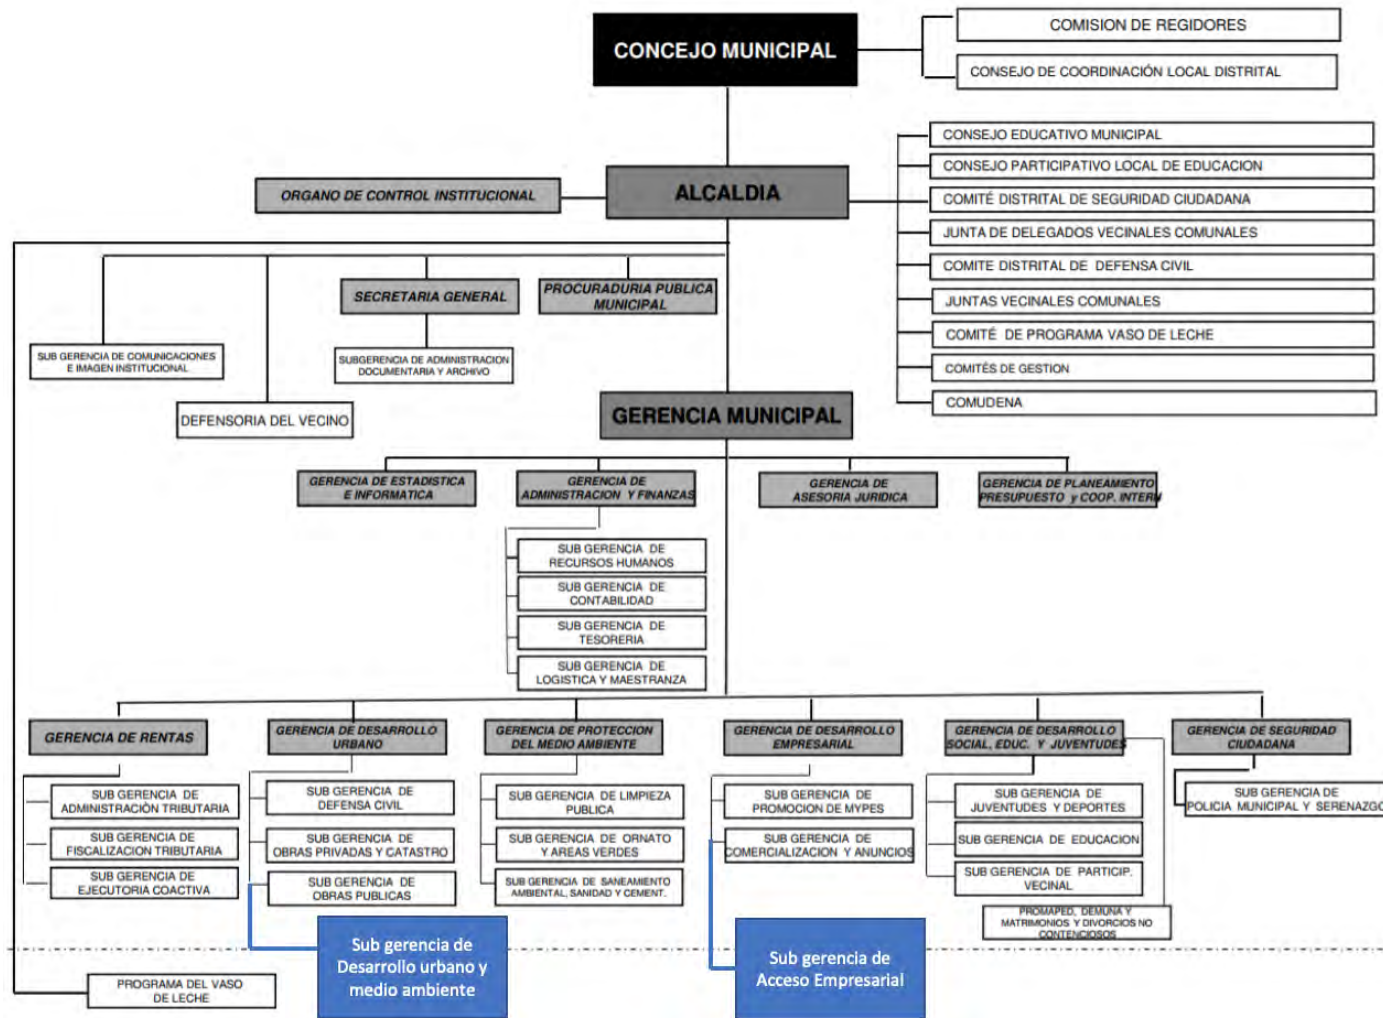 CONCEJO MUNICIPAL
COMISION DE REGIDORES
CONSEJO DE COORDINACIÓN LOCAL DISTRITAL
ORGANO DE CONTROL INSTITUCIONAL
ALCALDIA
CONSEJO EDUCATIVO MUNICIPAL
CONSEJO PARTICIPATIVO LOCAL DE EDUCACION
COMITÉ DISTRITAL DE SEGURIDAD CIUDADANA
JUNTA DE DELEGADOS VECINALES COMUNALES
COMITE DISTRITAL DE DEFENSA CIVIL
JUNTAS VECINALES COMUNALES
COMITÉ DE PROGRAMA VASO DE LECHE
COMITÉS DE GESTION
COMUDENA
SECRETARIA GENERAL
PROCURADURIA PUBLICA
MUNICIPAL
SUB GERENCIA DE COMUNICACIONES
E IMAGEN INSTITUCIONAL
SUBGERENCIA DE ADMINISTRACION
DOCUMENTARIA Y ARCHIVO
DEFENSORIA DEL VECINO
GERENCIA MUNICIPAL
GERENCIA DE ESTADISTICA
E INFORMATICA
GERENCIA DE
ADMINISTRACION Y FINANZAS
GERENCIA DE
ASESORIA JURIDICA
GERENCIA DE PLANEAMIENTO
PRESUPUESTO y COOP. INTERN
SUB GERENCIA DE
RECURSOS HUMANOS
SUB GERENCIA DE
CONTABILIDAD
SUB GERENCIA DE
TESORERIA
SUB GERENCIA DE
LOGISTICA Y MAESTRANZA
GERENCIA DE RENTAS
GERENCIA DE DESARROLLO
URBANO
GERENCIA DE PROTECCION
DEL MEDIO AMBIENTE
GERENCIA DE DESARROLLO
EMPRESARIAL
GERENCIA DE DESARROLLO
SOCIAL, EDUC. Y JUVENTUDES
GERENCIA DE SEGURIDAD
CIUDADANA
SUB GERENCIA DE
ADMINISTRACIÓN TRIBUTARIA
SUB GERENCIA DE
FISCALIZACION TRIBUTARIA
SUB GERENCIA DE
EJECUTORIA COACTIVA
SUB GERENCIA DE
DEFENSA CIVIL
SUB GERENCIA DE
OBRAS PRIVADAS Y CATASTRO
SUB GERENCIA DE
OBRAS PUBLICAS
SUB GERENCIA DE LIMPIEZA
PUBLICA
SUB GERENCIA DE ORNATO
Y AREAS VERDES
SUB GERENCIA DE SANEAMIENTO
AMBIENTAL, SANIDAD Y CEMENT.
SUB GERENCIA DE
PROMOCION DE MYPES
SUB GERENCIA DE
COMERCIALIZACION Y ANUNCIOS
SUB GERENCIA DE
JUVENTUDES Y DEPORTES
SUB GERENCIA DE EDUCACION
SUB GERENCIA DE PARTICIP.
VECINAL
PROMAPED, DEMUNA Y
MATRIMONIOS Y DIVORCIOS NO
CONTENCIOSOS
SUB GERENCIA DE
POLICIA MUNICIPAL Y SERENAZGO
Sub gerencia de
Desarrollo urbano y
medio ambiente
Sub gerencia de
Acceso Empresarial
PROGRAMA DEL VASO
DE LECHE